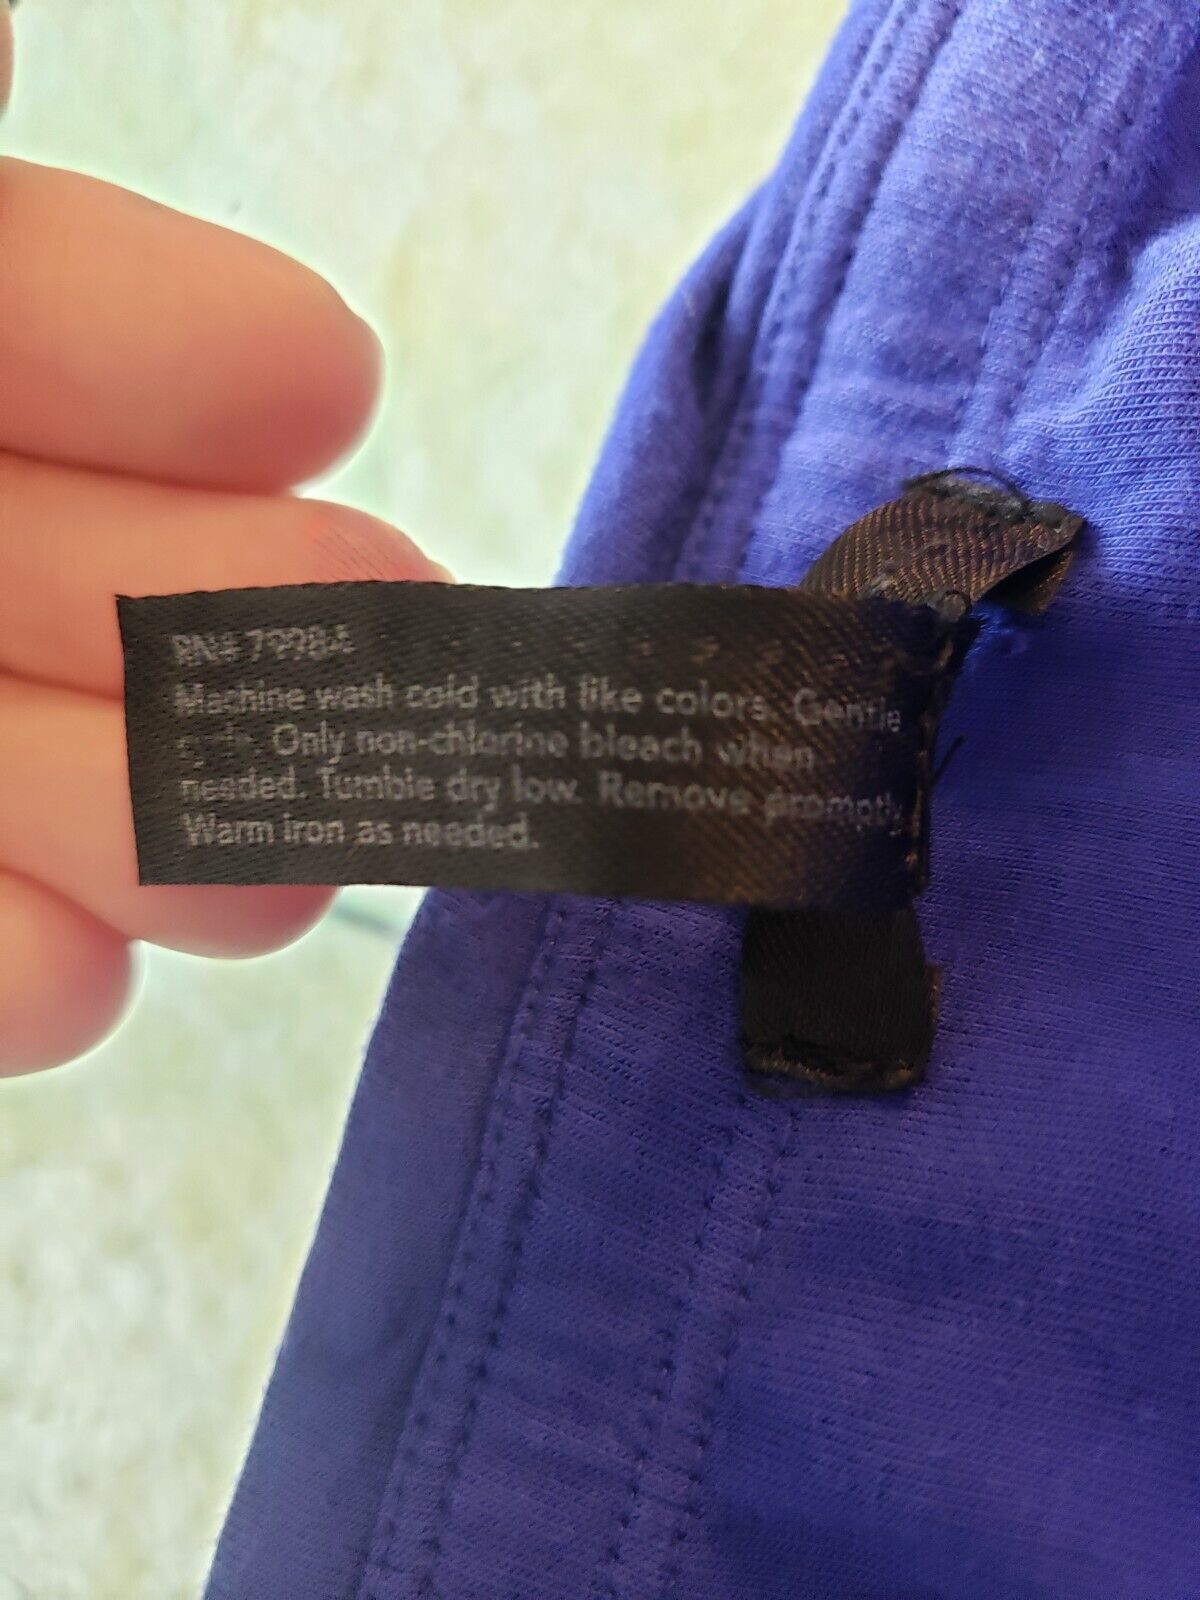 RN# 79984
Machine wash cold with like colors. Gentle
Only non-chlorine bleach when
needed. Tumble dry low. Remove promptly
Warm iron as needed.